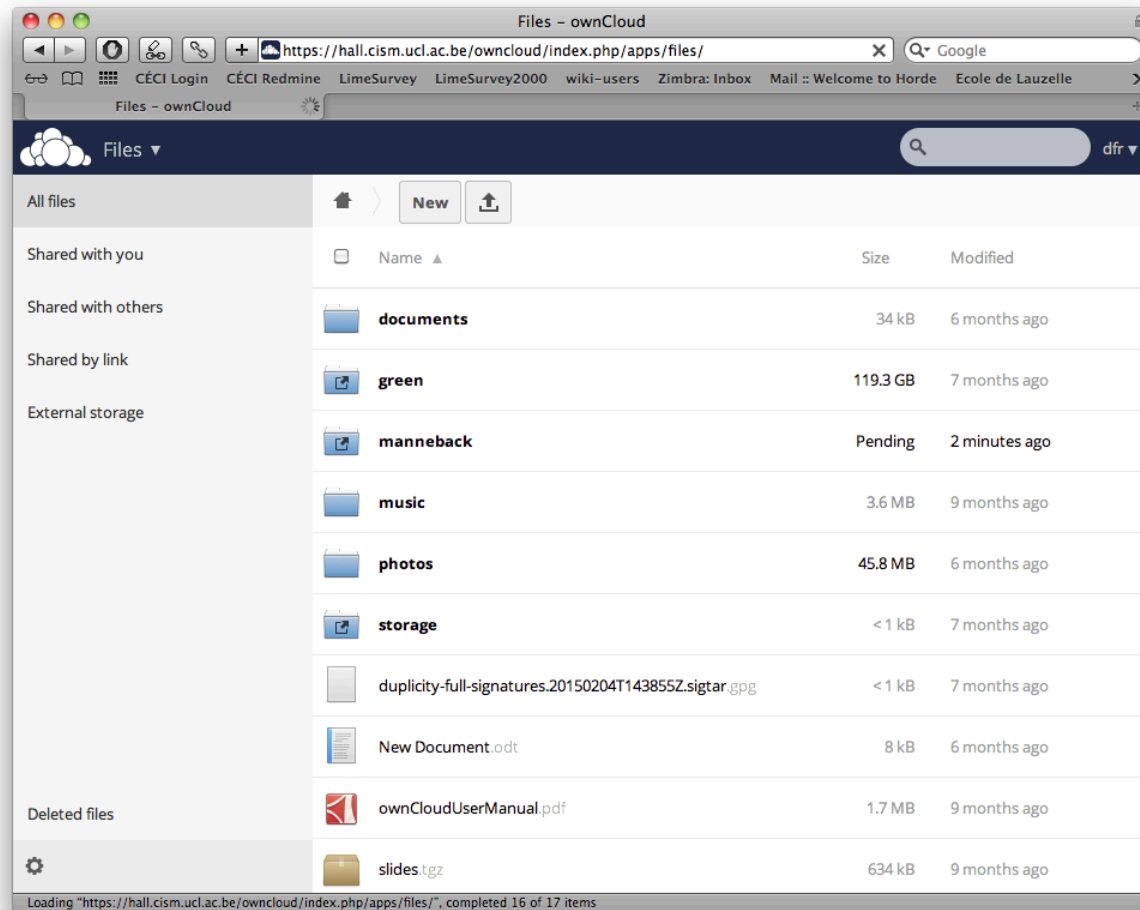 Files – ownCloud
https://hall.cism.ucl.ac.be/owncloud/index.php/apps/files/
Google
CÉCI Login CÉCI Redmine LimeSurvey LimeSurvey2000 wiki-users Zimbra: Inbox Mail :: Welcome to Horde Ecole de Lauzelle
Files – ownCloud
Files ▾ dfr ▾
All files
Shared with you
Shared with others
Shared by link
External storage
Deleted files
New
Name ▲ Size Modified
documents 34 kB 6 months ago
green 119.3 GB 7 months ago
manneback Pending 2 minutes ago
music 3.6 MB 9 months ago
photos 45.8 MB 6 months ago
storage < 1 kB 7 months ago
duplicity-full-signatures.20150204T143855Z.sigtar.gpg < 1 kB 7 months ago
New Document.odt 8 kB 6 months ago
ownCloudUserManual.pdf 1.7 MB 9 months ago
slides.tgz 634 kB 9 months ago
Loading “https://hall.cism.ucl.ac.be/owncloud/index.php/apps/files/”, completed 16 of 17 items